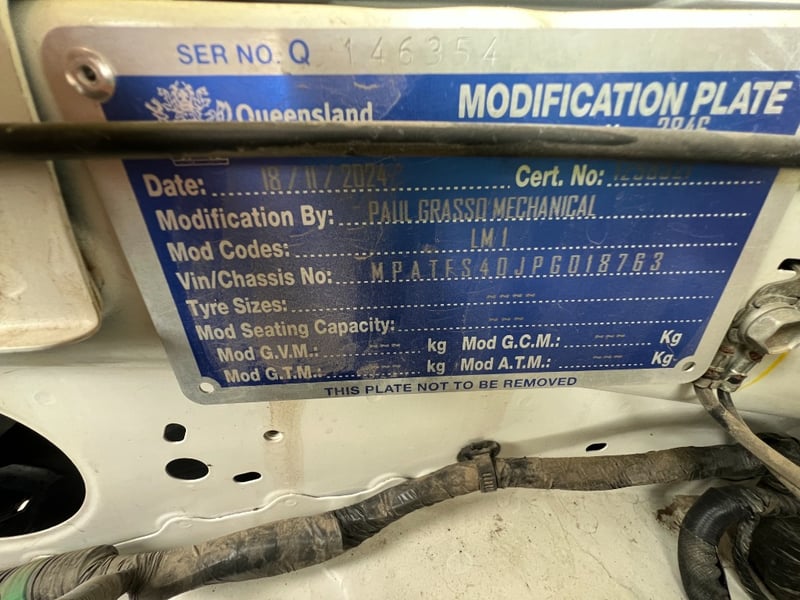 SER NO. Q 146354
Queensland MODIFICATION PLATE
Date: 18/11/2024 Cert. No:
Modification By: PAUL GRASSO MECHANICAL
Mod Codes: LM1
Vin/Chassis No: MPATFS40JPG018763
Tyre Sizes: ---
Mod Seating Capacity: ---
Mod G.V.M.: --- kg Mod G.C.M.: --- Kg
Mod G.T.M.: --- kg Mod A.T.M.: --- Kg
THIS PLATE NOT TO BE REMOVED